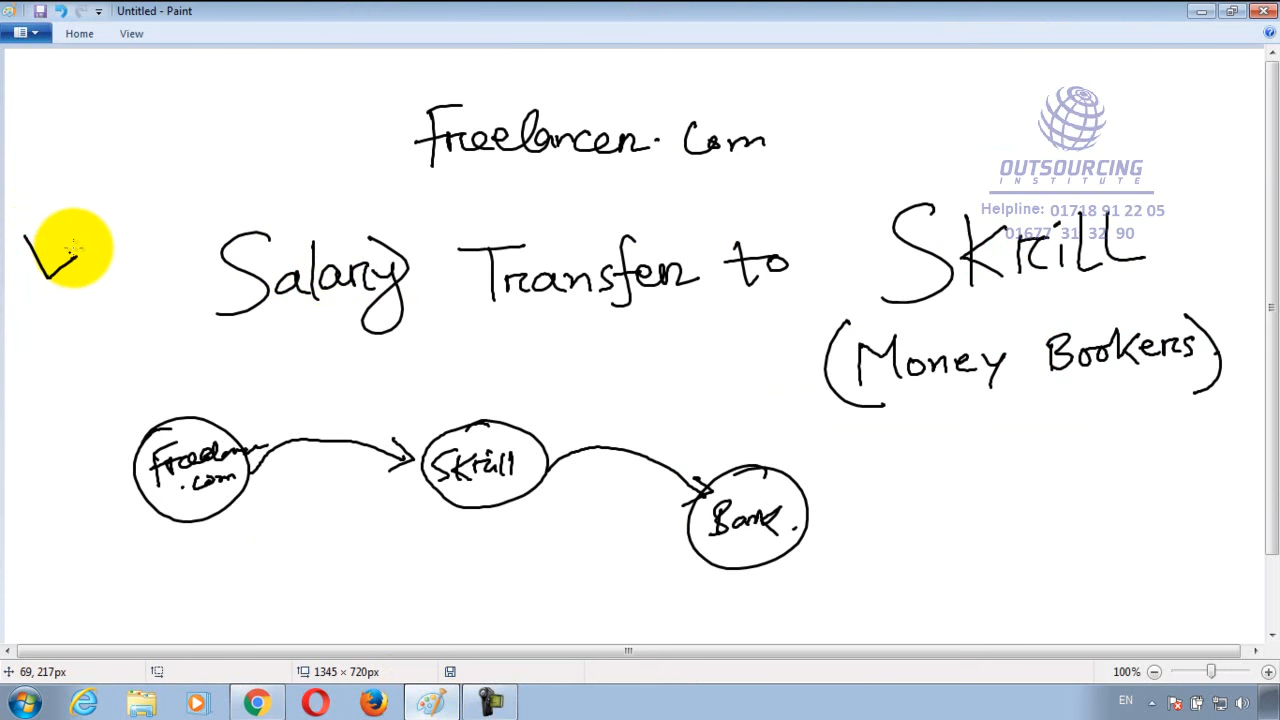 Untitled - Paint
Home View
Freelancer.com
OUTSOURCING
INSTITUTE
Helpline: 01718 91 22 05
01677 31 32 90
Salary Transfer to Skrill
(Money Bookers)
Freelancer.com
Skrill
Bank.
69, 217px
1345 × 720px
100%
EN